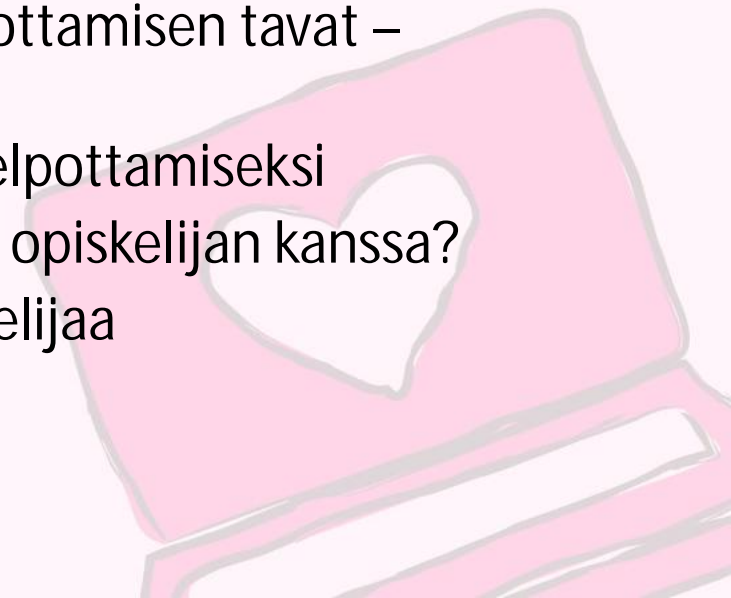 ottamisen tavat –
elpottamiseksi
opiskelijan kanssa?
elijaa